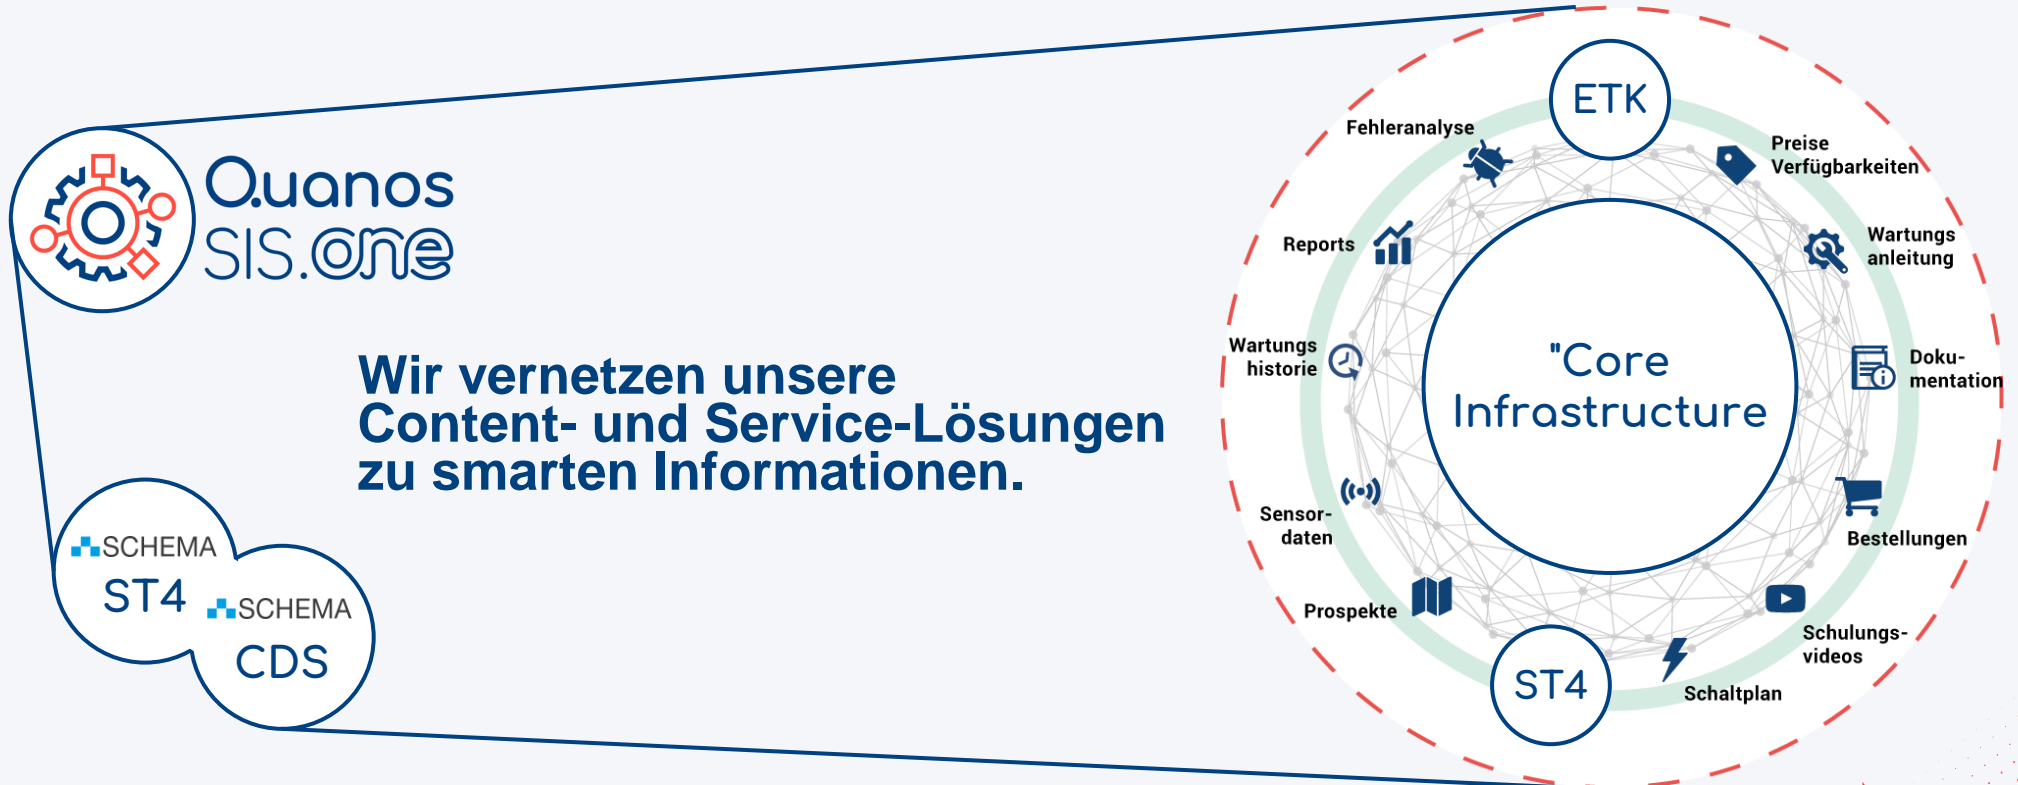 Quanos
SIS.one
Wir vernetzen unsere
Content- und Service-Lösungen
zu smarten Informationen.
SCHEMA
ST4
SCHEMA
CDS
ETK
Fehleranalyse
Preise
Verfügbarkeiten
Reports
Wartungs
anleitung
Wartungs
historie
"Core
Infrastructure
Doku-
mentation
Sensor-
daten
Bestellungen
Prospekte
Schulungs-
videos
ST4
Schaltplan